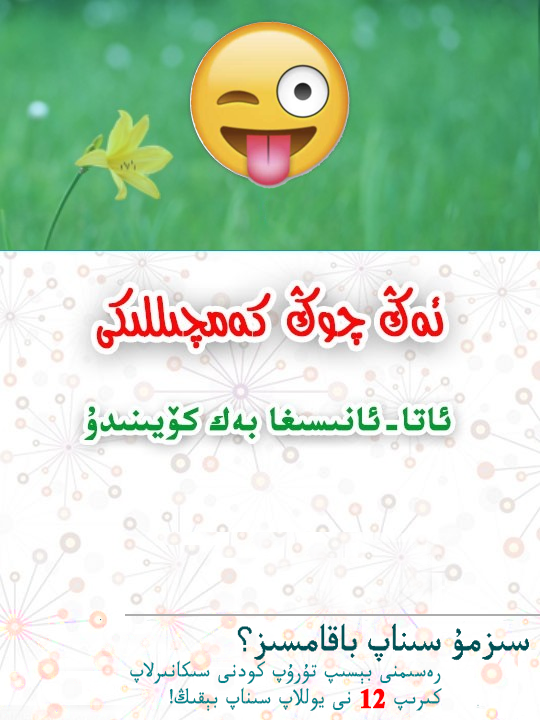 ئەڭ چوڭ كەمچىللىكى
ئاتا-ئانىسىغا بەك كۆيىنىدۇ
سىزمۇ سىناپ باقامسىز؟
رەسىمنى بېسىپ تۇرۇپ كودنى سىكانىرلاپ
كىرىپ 12 نى يوللاپ سىناپ بېقىڭ!